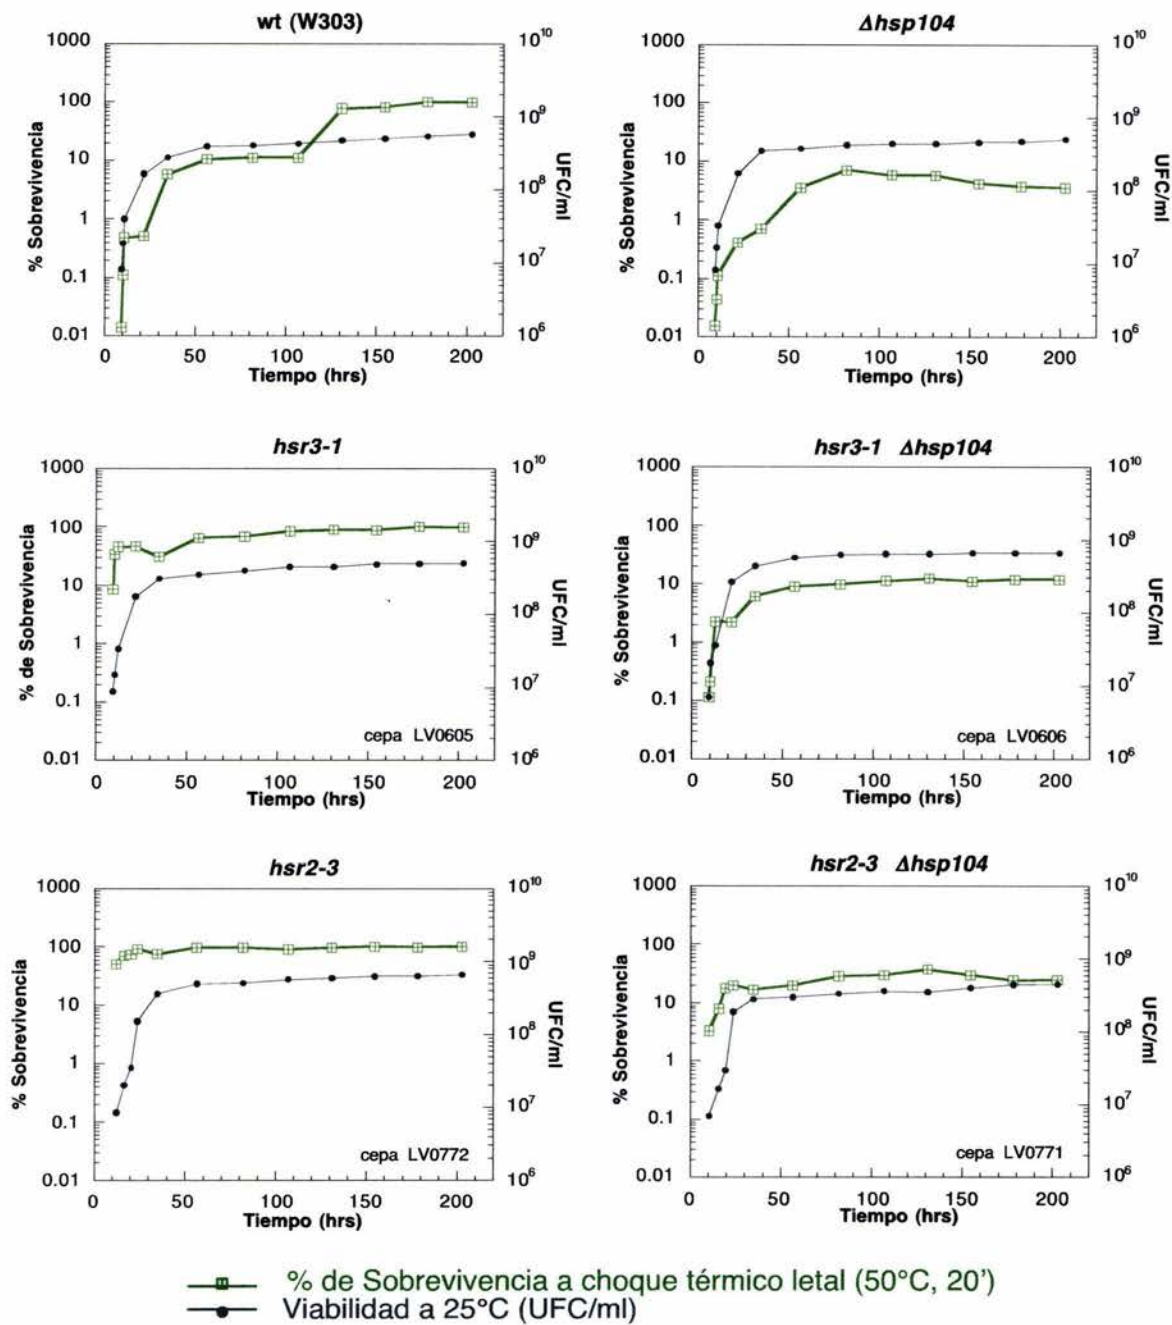 wt (W303)
Δhsp104
1000
100
10
1
0.1
0.01
% Sobrevivencia
10^10
10^9
10^8
10^7
10^6
UFC/ml
0 50 100 150 200
Tiempo (hrs)
1000
100
10
1
0.1
0.01
% Sobrevivencia
10^10
10^9
10^8
10^7
10^6
UFC/ml
0 50 100 150 200
Tiempo (hrs)
hsr3-1
hsr3-1 Δhsp104
1000
100
10
1
0.1
0.01
% de Sobrevivencia
10^10
10^9
10^8
10^7
10^6
UFC/ml
cepa LV0605
0 50 100 150 200
Tiempo (hrs)
1000
100
10
1
0.1
0.01
% Sobrevivencia
10^10
10^9
10^8
10^7
10^6
UFC/ml
cepa LV0606
0 50 100 150 200
Tiempo (hrs)
hsr2-3
hsr2-3 Δhsp104
1000
100
10
1
0.1
0.01
% Sobrevivencia
10^10
10^9
10^8
10^7
10^6
UFC/ml
cepa LV0772
0 50 100 150 200
Tiempo (hrs)
1000
100
10
1
0.1
0.01
% Sobrevivencia
10^10
10^9
10^8
10^7
10^6
UFC/ml
cepa LV0771
0 50 100 150 200
Tiempo (hrs)
% de Sobrevivencia a choque térmico letal (50°C, 20')
Viabilidad a 25°C (UFC/ml)